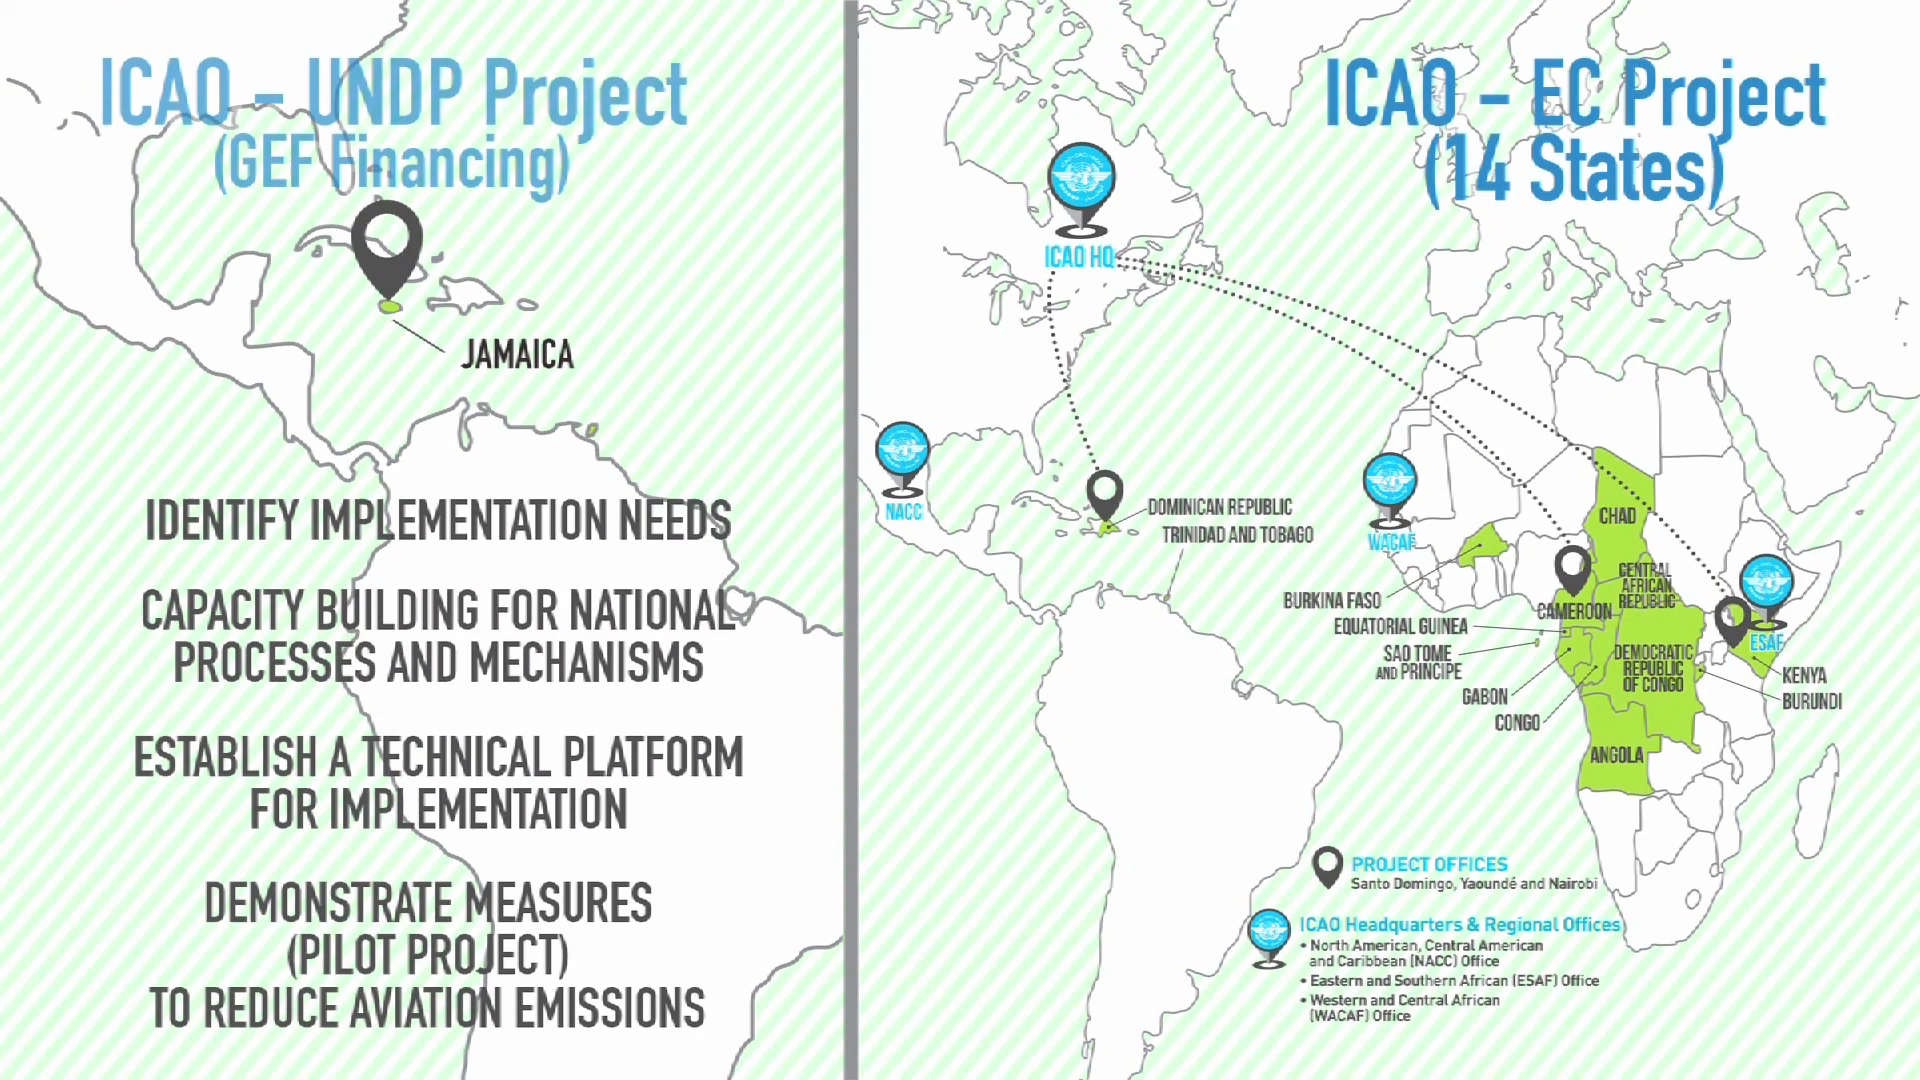 ICAO – UNDP Project
(GEF Financing)
JAMAICA
IDENTIFY IMPLEMENTATION NEEDS
CAPACITY BUILDING FOR NATIONAL
PROCESSES AND MECHANISMS
ESTABLISH A TECHNICAL PLATFORM
FOR IMPLEMENTATION
DEMONSTRATE MEASURES
(PILOT PROJECT)
TO REDUCE AVIATION EMISSIONS
ICAO – EC Project
(14 States)
ICAO HQ
NACC
DOMINICAN REPUBLIC
TRINIDAD AND TOBAGO
WACAF
BURKINA FASO
EQUATORIAL GUINEA
SAO TOME
AND PRINCIPE
GABON
CONGO
CHAD
CENTRAL
AFRICAN
REPUBLIC
CAMEROON
DEMOCRATIC
REPUBLIC
OF CONGO
ANGOLA
ESAF
KENYA
BURUNDI
PROJECT OFFICES
Santo Domingo, Yaoundé and Nairobi
ICAO Headquarters & Regional Offices
• North American, Central American
and Caribbean (NACC) Office
• Eastern and Southern African (ESAF) Office
• Western and Central African
(WACAF) Office